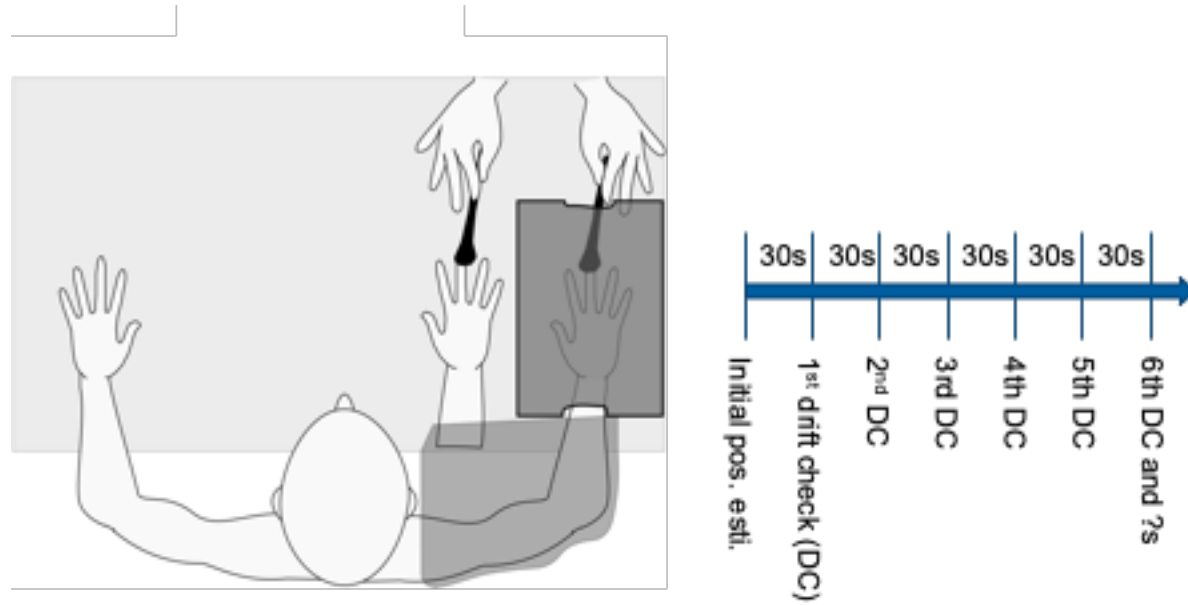 30s
30s
30s
30s
30s
30s
Initial pos. esti.
1st drift check (DC)
2nd DC
3rd DC
4th DC
5th DC
6th DC and ?s